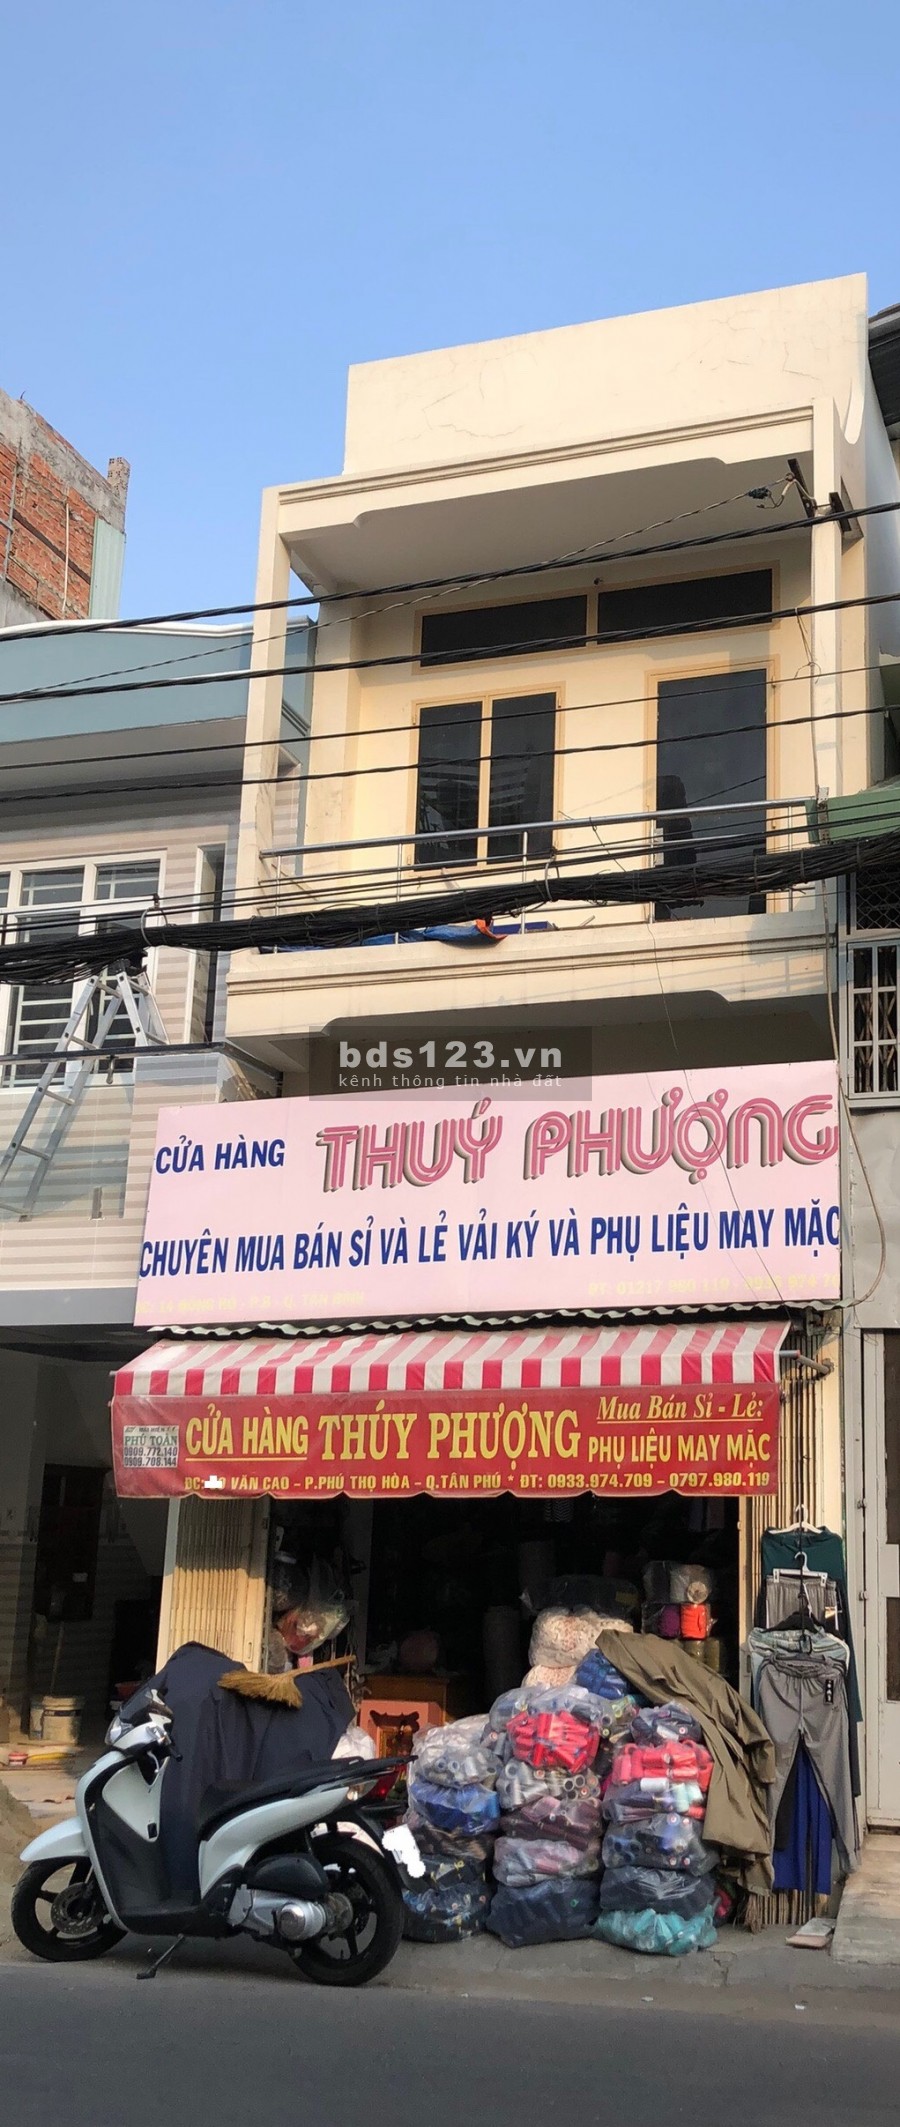 bds123.vn
kênh thông tin nhà đất
CỬA HÀNG THUÝ PHƯỢNG
CHUYÊN MUA BÁN SỈ VÀ LẺ VẢI KÝ VÀ PHỤ LIỆU MAY MẶC
Mua Bán Sỉ - Lẻ:
CỬA HÀNG THÚY PHƯỢNG PHỤ LIỆU MAY MẶC
PHÚ TOÀN
0909.772.140
0909.708.144
ĐC: VĂN CAO - P.PHÚ THỌ HÒA - Q.TÂN PHÚ * ĐT: 0933.974.709 - 0797.980.119